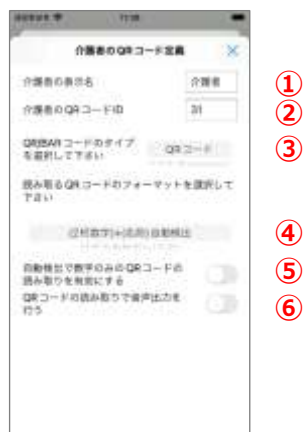 介護者のQRコード定義
介護者の表示名
介護者
①
介護者のQRコードID
31
②
QRコードのタイプ
を選択して下さい
QRコード
③
読み取るQRコードのフォーマットを選択して
下さい
自動検出
④
自動検出で数字のみのQRコードの
読み取りを有効にする
⑤
QRコードの読み取りで音声出力を
行う
⑥